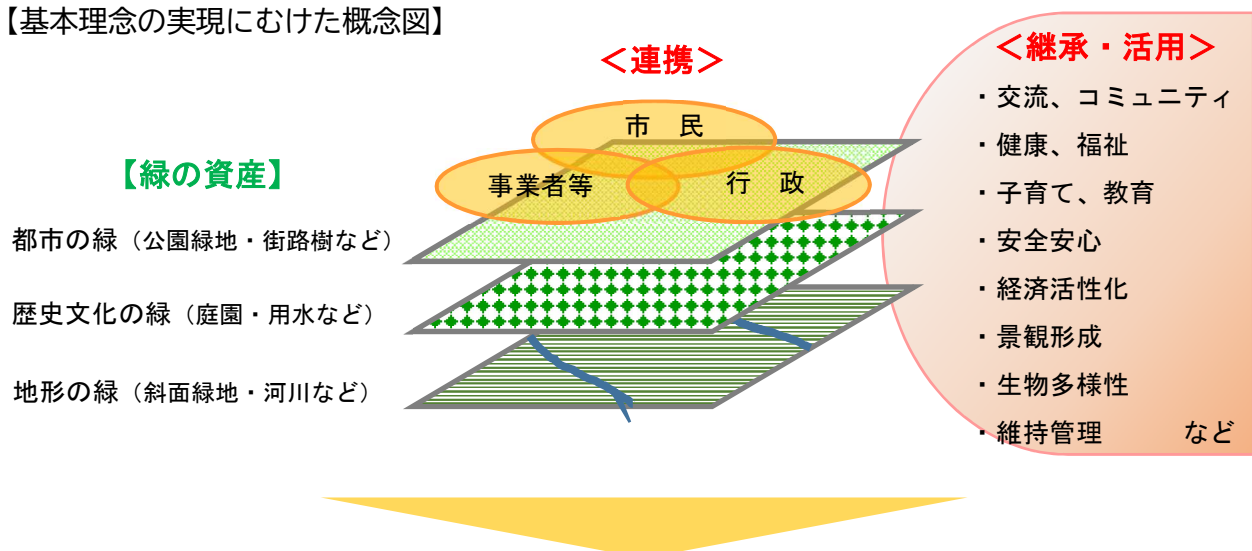 【基本理念の実現にむけた概念図】
＜連携＞
市　民
事業者等
行　政
【緑の資産】
都市の緑（公園緑地・街路樹など）
歴史文化の緑（庭園・用水など）
地形の緑（斜面緑地・河川など）
＜継承・活用＞
・交流、コミュニティ
・健康、福祉
・子育て、教育
・安全安心
・経済活性化
・景観形成
・生物多様性
・維持管理　　　など